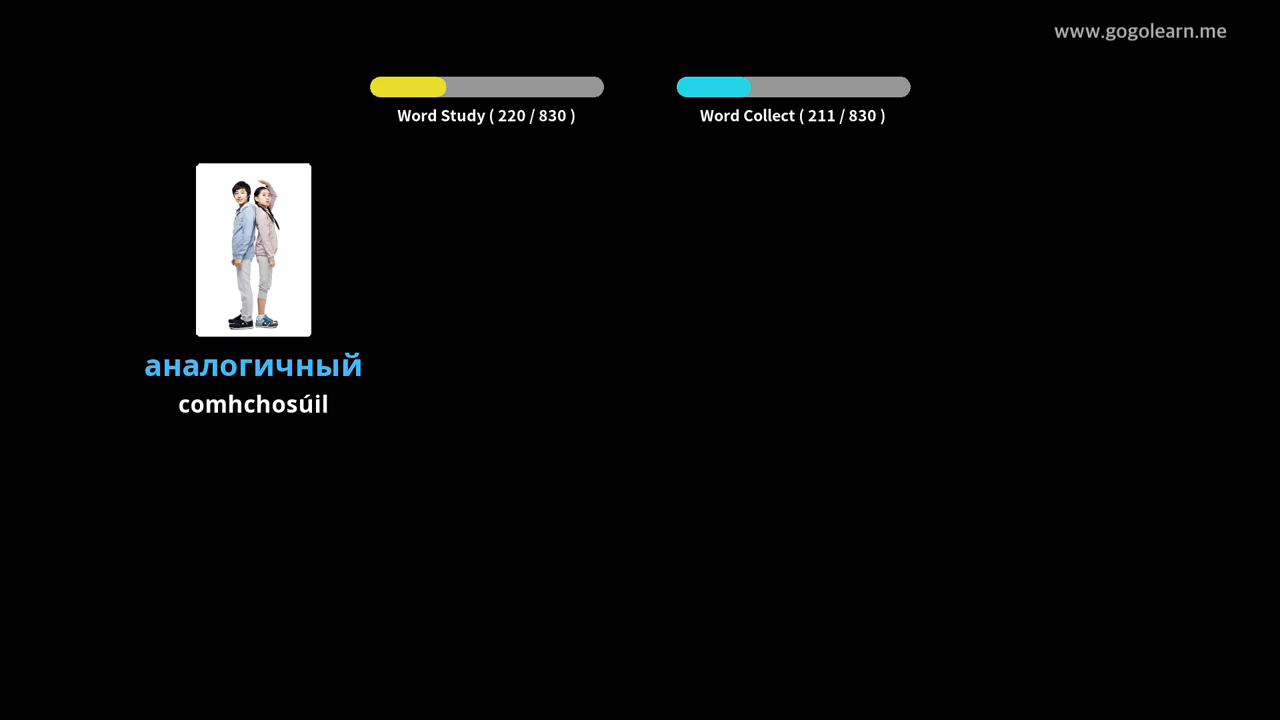 www.gogolearn.me
Word Study ( 220 / 830 )
Word Collect ( 211 / 830 )
аналогичный
comhchosúil